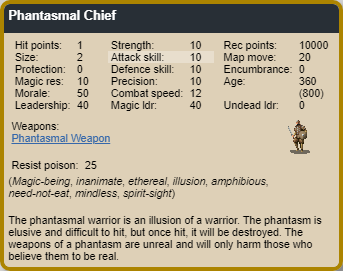 Phantasmal Chief
Hit points: 1 Strength: 10 Rec points: 10000
Size: 2 Attack skill: 10 Map move: 20
Protection: 0 Defence skill: 10 Encumbrance: 0
Magic res: 10 Precision: 10 Age: 360
Morale: 50 Combat speed: 12 (800)
Leadership: 40 Magic ldr: 40 Undead ldr: 0
Weapons:
Phantasmal Weapon
Resist poison: 25
(Magic-being, inanimate, ethereal, illusion, amphibious,
need-not-eat, mindless, spirit-sight)
The phantasmal warrior is an illusion of a warrior. The phantasm is
elusive and difficult to hit, but once hit, it will be destroyed. The
weapons of a phantasm are unreal and will only harm those who
believe them to be real.